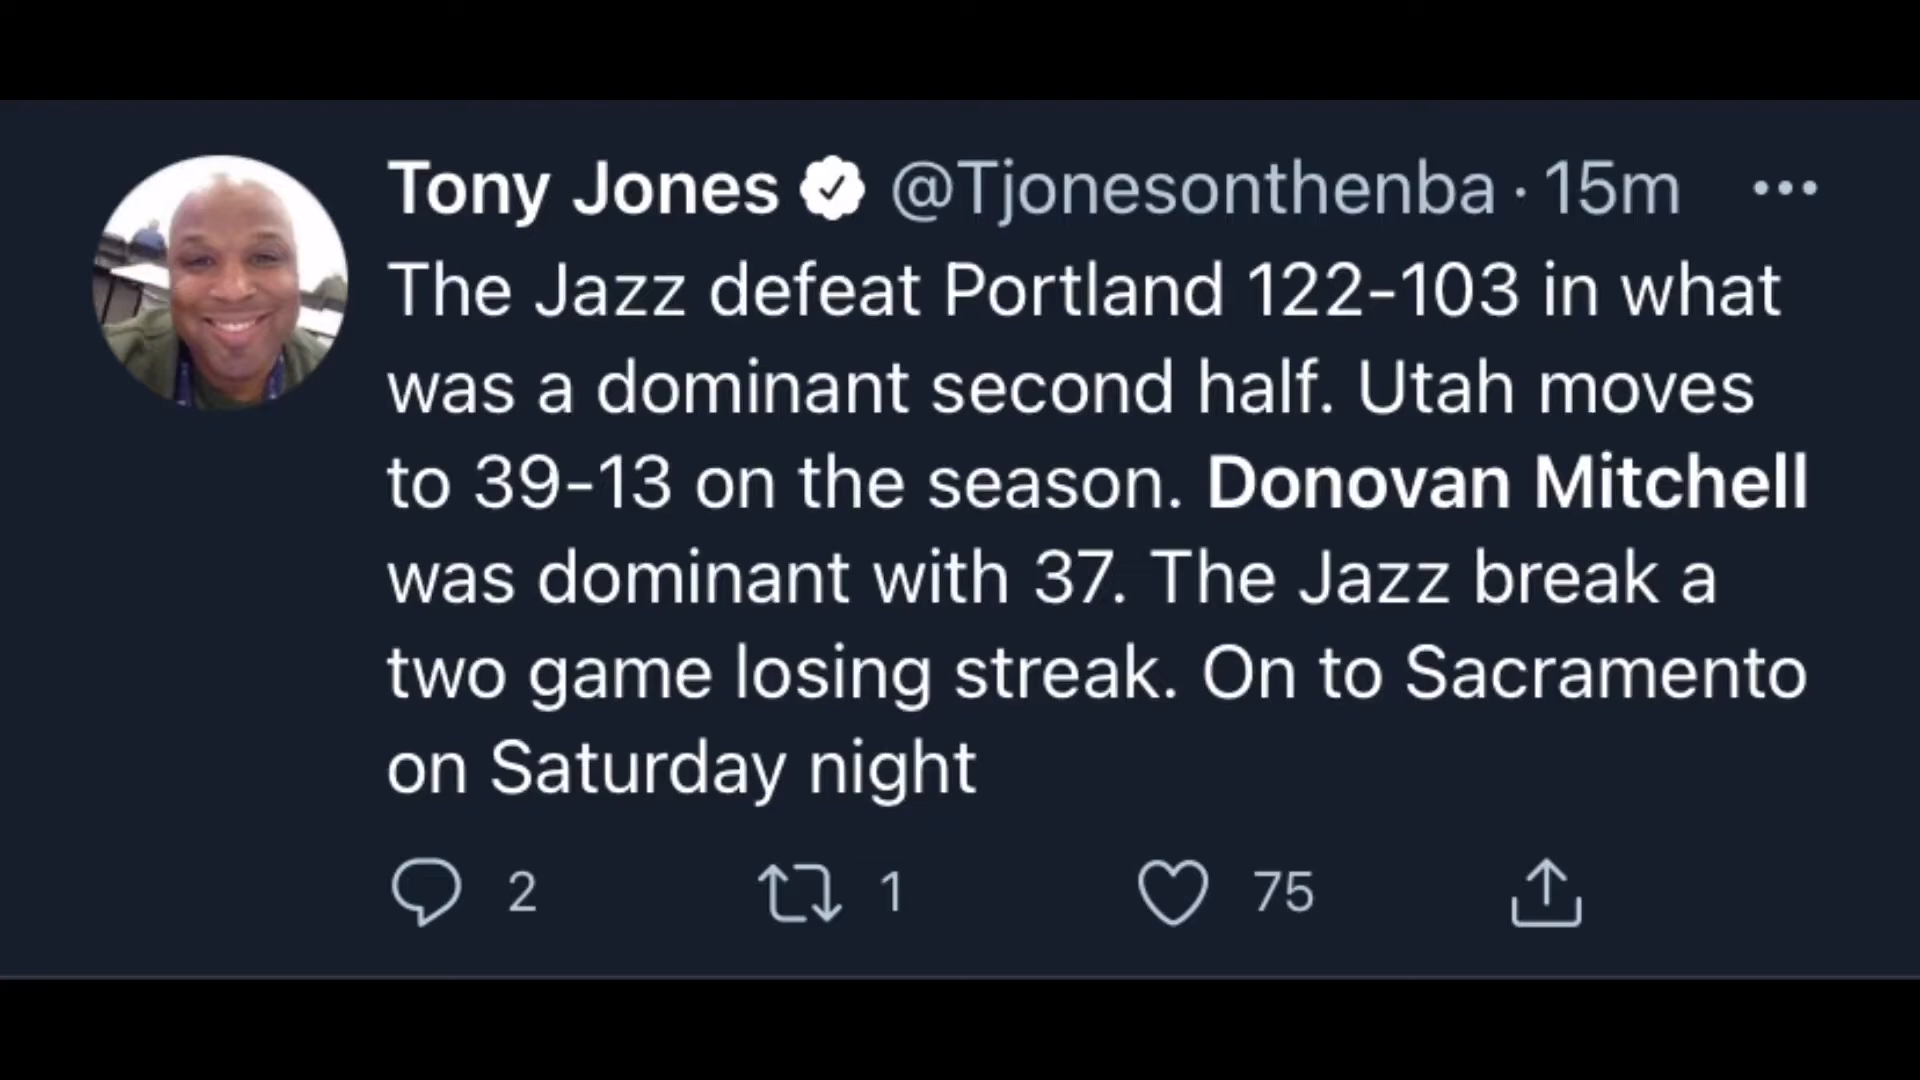 Tony Jones @Tjonesonthenba · 15m
The Jazz defeat Portland 122-103 in what
was a dominant second half. Utah moves
to 39-13 on the season. Donovan Mitchell
was dominant with 37. The Jazz break a
two game losing streak. On to Sacramento
on Saturday night
2 1 75